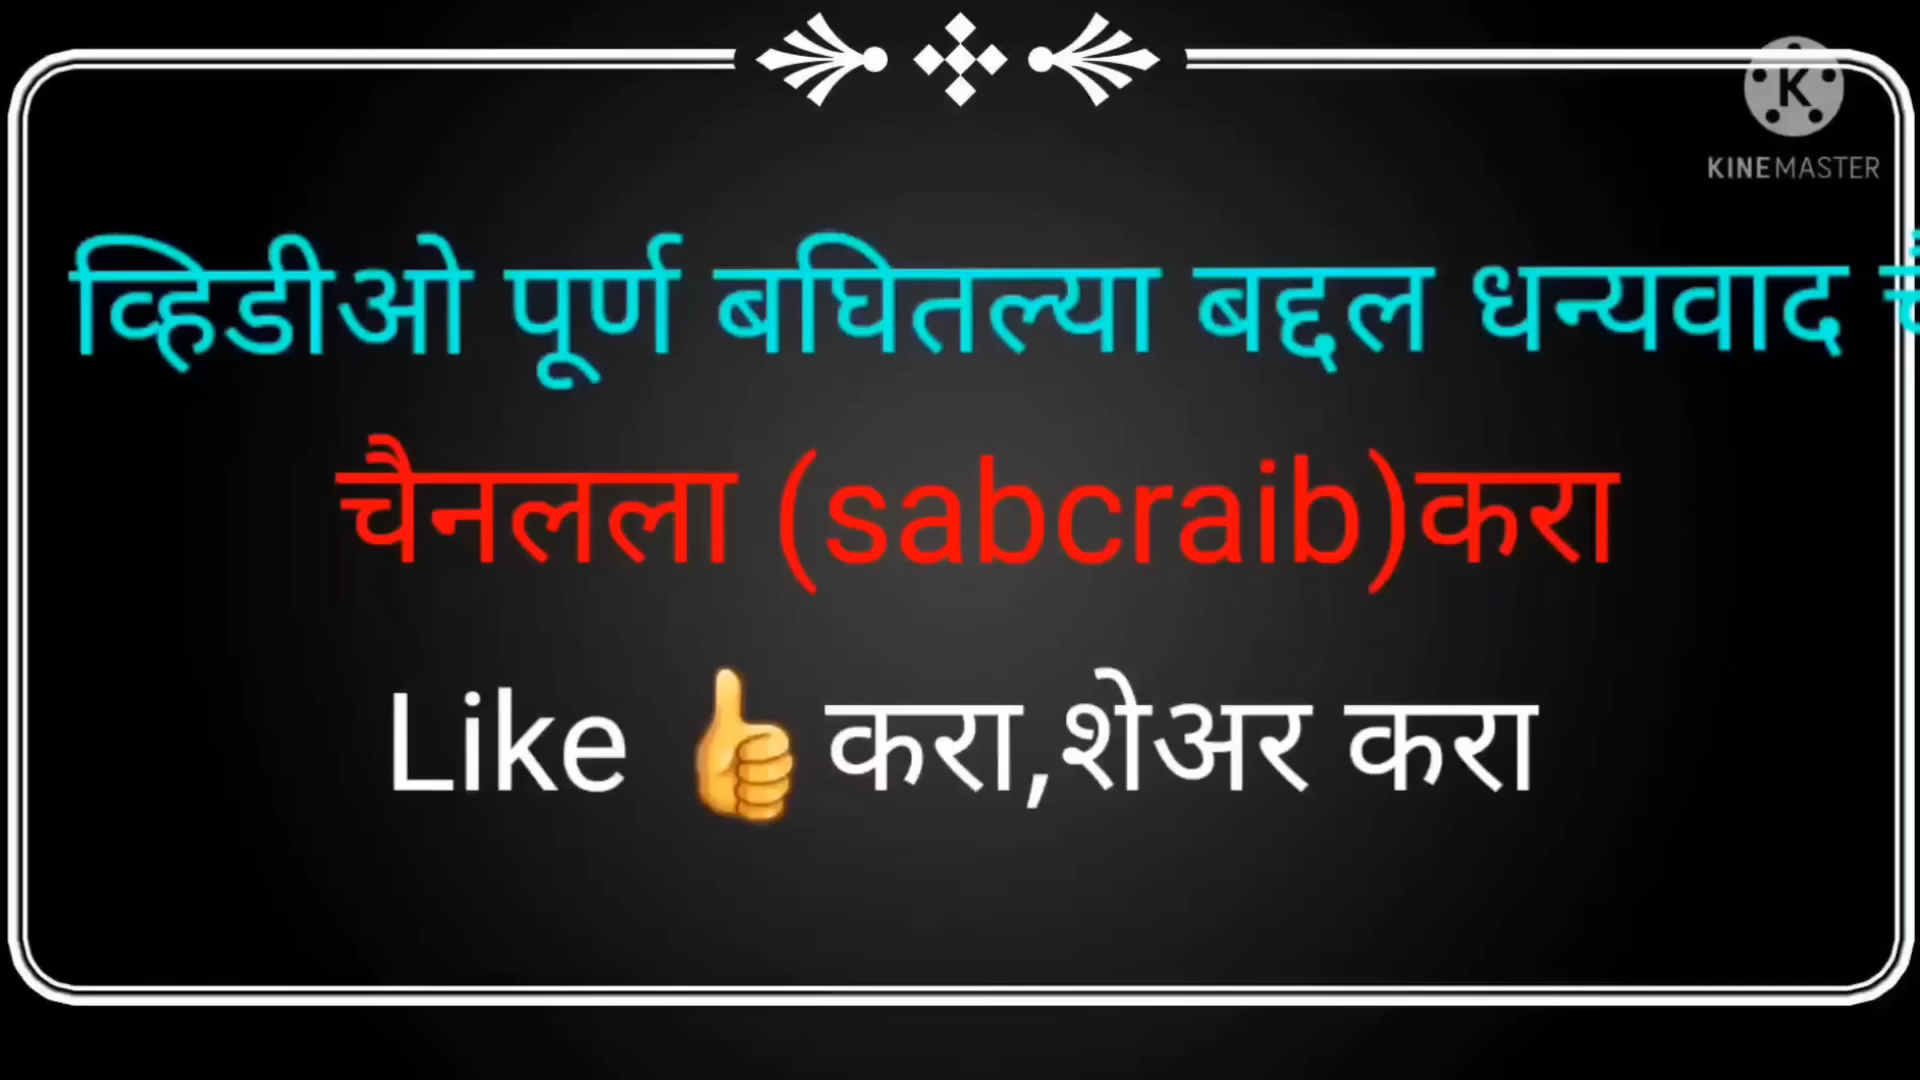 KINEMASTER
व्हिडीओ पूर्ण बघितल्या बद्दल धन्यवाद
चैनलला (sabcraib)करा
Like 👍 करा,शेअर करा